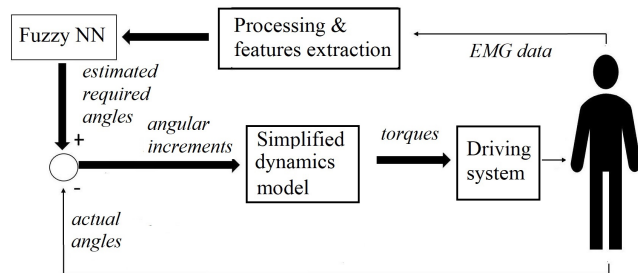 Fuzzy NN
Processing &
features extraction
EMG data
estimated
required
angles
+
-
angular
increments
Simplified
dynamics
model
torques
Driving
system
actual
angles